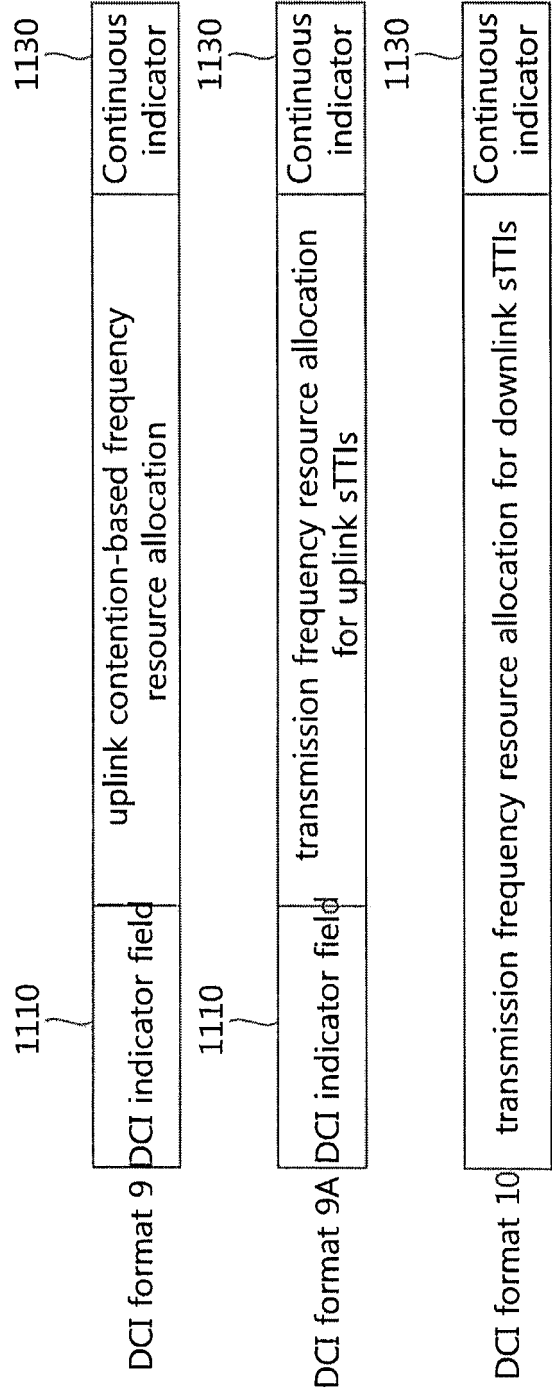 1110
1130
DCI format 9
DCI indicator field
uplink contention-based frequency
resource allocation
Continuous
indicator
1110
1130
DCI format 9A
DCI indicator field
transmission frequency resource allocation
for uplink sTTIs
Continuous
indicator
1130
DCI format 10
transmission frequency resource allocation for downlink sTTIs
Continuous
indicator